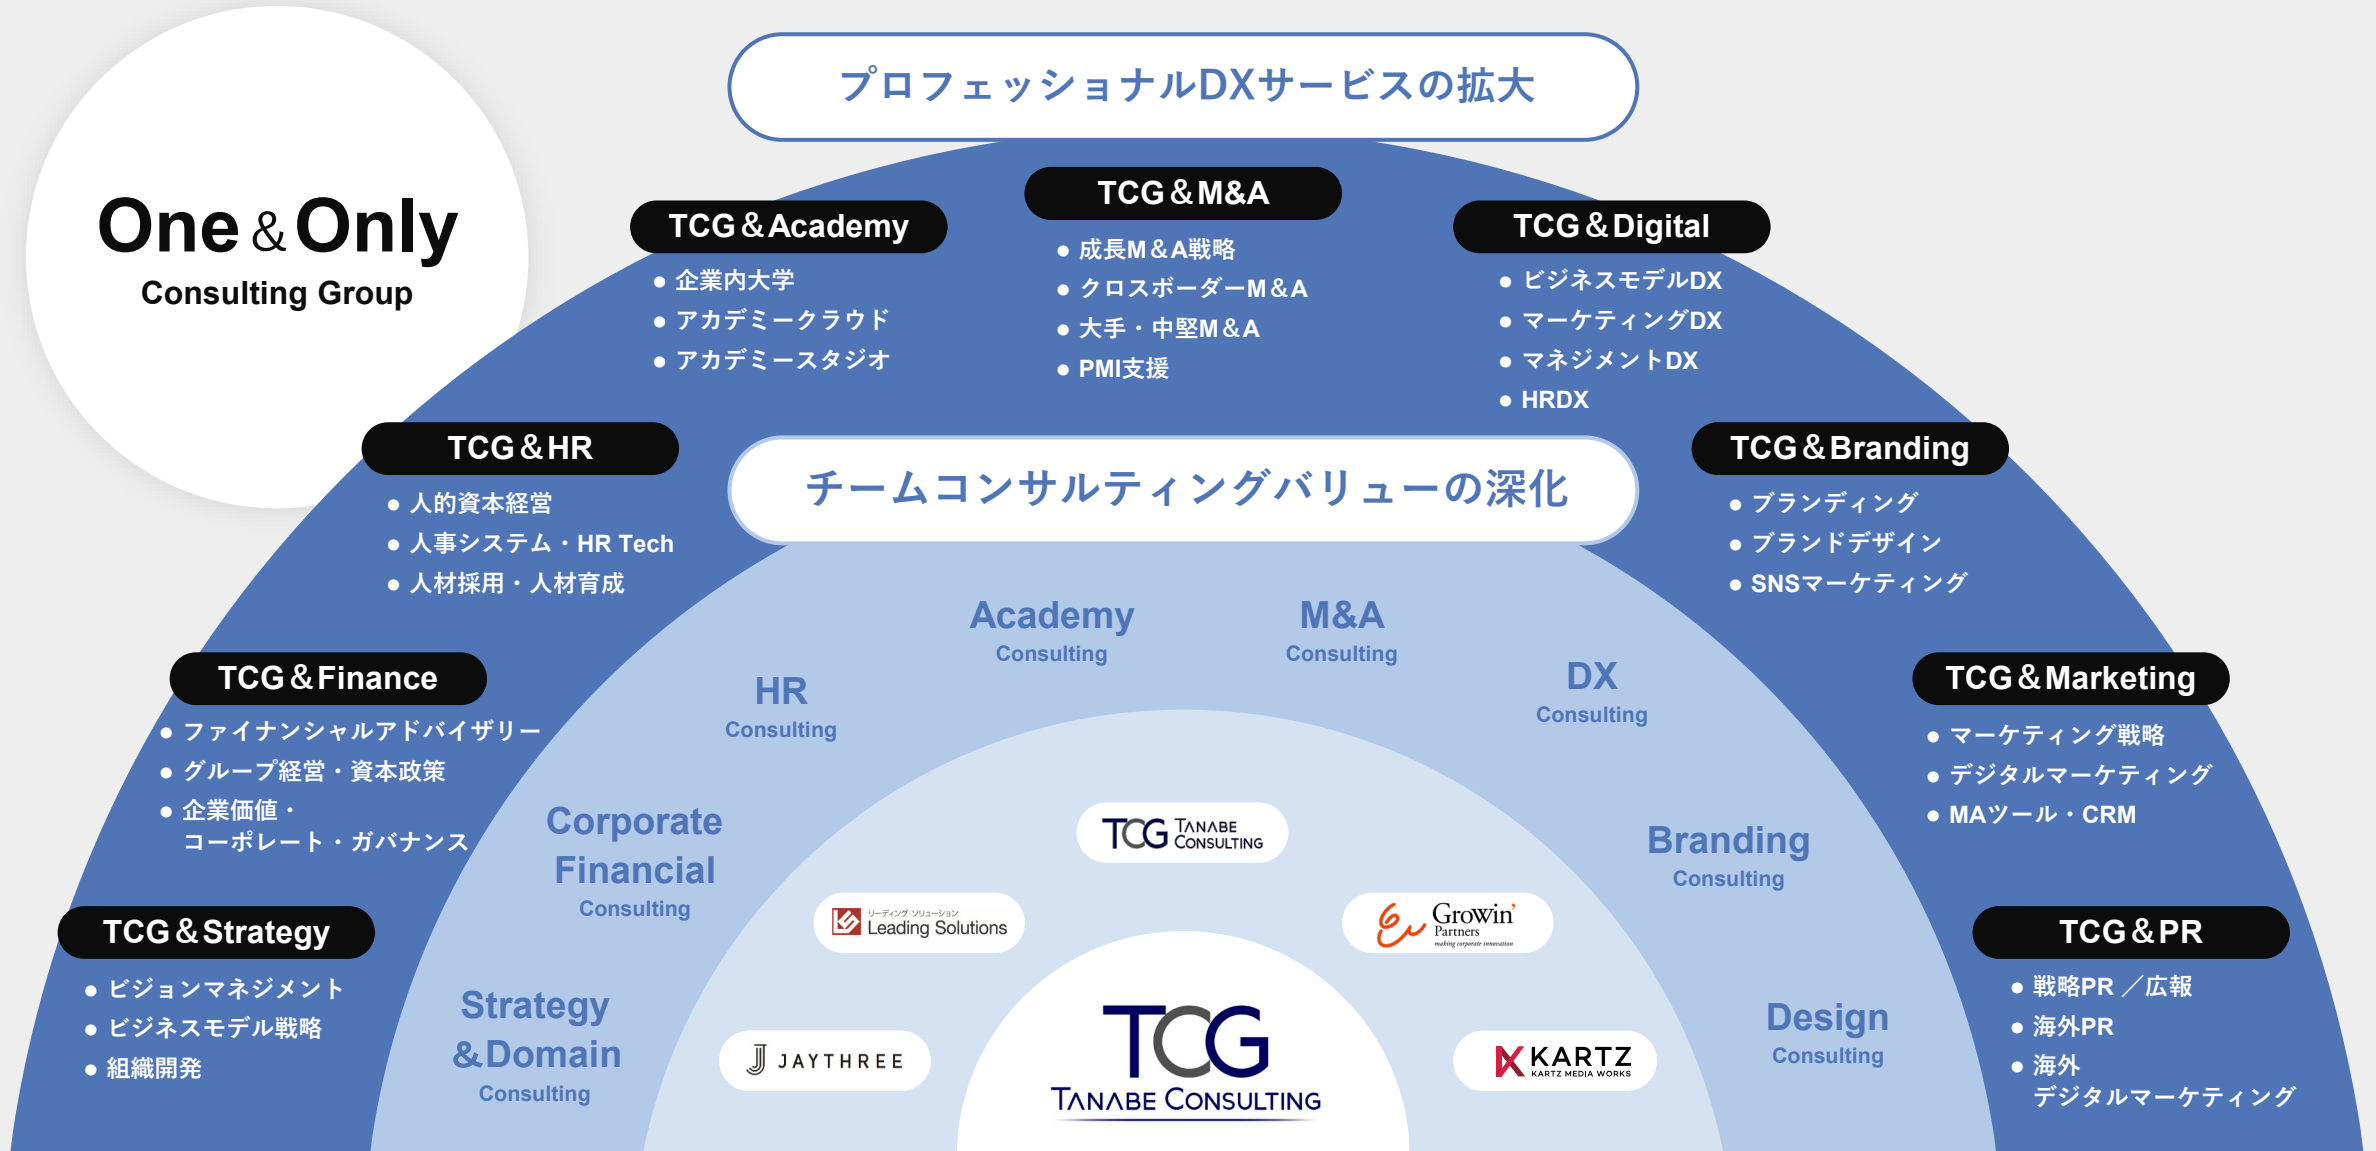 One & Only
Consulting Group
プロフェッショナルDXサービスの拡大
TCG＆Strategy
● ビジョンマネジメント
● ビジネスモデル戦略
● 組織開発
TCG＆Finance
● ファイナンシャルアドバイザリー
● グループ経営・資本政策
● 企業価値・
コーポレート・ガバナンス
TCG＆HR
● 人的資本経営
● 人事システム・HR Tech
● 人材採用・人材育成
TCG＆Academy
● 企業内大学
● アカデミークラウド
● アカデミースタジオ
TCG＆M&A
● 成長M＆A戦略
● クロスボーダーM＆A
● 大手・中堅M＆A
● PMI支援
TCG＆Digital
● ビジネスモデルDX
● マーケティングDX
● マネジメントDX
● HRDX
TCG＆Branding
● ブランディング
● ブランドデザイン
● SNSマーケティング
TCG＆Marketing
● マーケティング戦略
● デジタルマーケティング
● MAツール・CRM
TCG＆PR
● 戦略PR ／広報
● 海外PR
● 海外
デジタルマーケティング
チームコンサルティングバリューの深化
Strategy
＆Domain
Consulting
Corporate
Financial
Consulting
HR
Consulting
Academy
Consulting
M&A
Consulting
DX
Consulting
Branding
Consulting
Design
Consulting
JAYTHREE
リーディング・ソリューション
Leading Solutions
TCG TANABE
CONSULTING
GroWin'
Partners
making corporate innovation
KARTZ
KARTZ MEDIA WORKS
TCG
TANABE CONSULTING